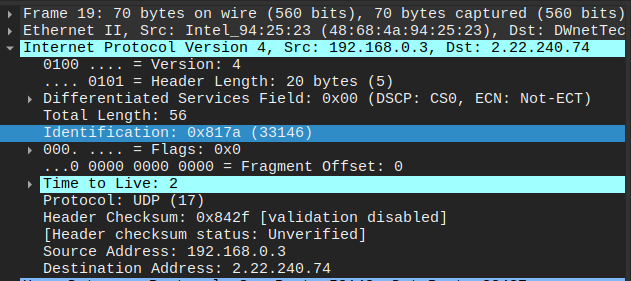 Frame 19: 70 bytes on wire (560 bits), 70 bytes captured (560 bits)
Ethernet II, Src: Intel_94:25:23 (48:68:4a:94:25:23), Dst: DWnetTec
Internet Protocol Version 4, Src: 192.168.0.3, Dst: 2.22.240.74
0100 .... = Version: 4
.... 0101 = Header Length: 20 bytes (5)
Differentiated Services Field: 0x00 (DSCP: CS0, ECN: Not-ECT)
Total Length: 56
Identification: 0x817a (33146)
000. .... = Flags: 0x0
...0 0000 0000 0000 = Fragment Offset: 0
Time to Live: 2
Protocol: UDP (17)
Header Checksum: 0x842f [validation disabled]
[Header checksum status: Unverified]
Source Address: 192.168.0.3
Destination Address: 2.22.240.74